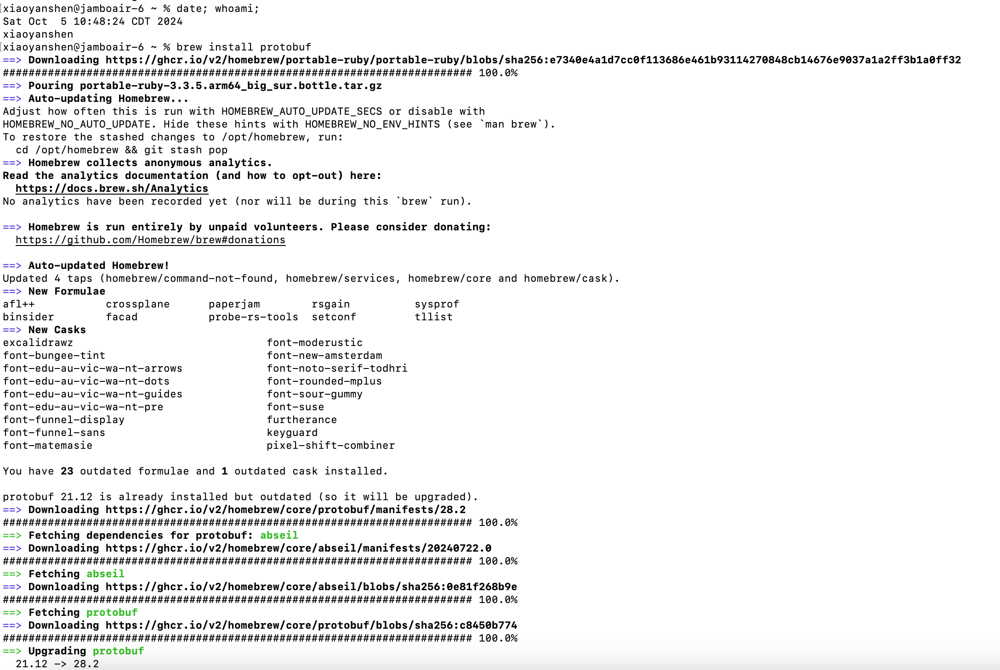 xiaoyanshen@jamboair-6 ~ % date; whoami;
Sat Oct  5 10:48:24 CDT 2024
xiaoyanshen
xiaoyanshen@jamboair-6 ~ % brew install protobuf
==> Downloading https://ghcr.io/v2/homebrew/portable-ruby/portable-ruby/blobs/sha256:e7340e4a1d7cc0f113686e461b93114270848cb14676e9037a1a2ff3b1a0ff32
######################################################################### 100.0%
==> Pouring portable-ruby-3.3.5.arm64_big_sur.bottle.tar.gz
==> Auto-updating Homebrew...
Adjust how often this is run with HOMEBREW_AUTO_UPDATE_SECS or disable with
HOMEBREW_NO_AUTO_UPDATE. Hide these hints with HOMEBREW_NO_ENV_HINTS (see `man brew`).
To restore the stashed changes to /opt/homebrew, run:
  cd /opt/homebrew && git stash pop
==> Homebrew collects anonymous analytics.
Read the analytics documentation (and how to opt-out) here:
  https://docs.brew.sh/Analytics
No analytics have been recorded yet (nor will be during this `brew` run).

==> Homebrew is run entirely by unpaid volunteers. Please consider donating:
  https://github.com/Homebrew/brew#donations

==> Auto-updated Homebrew!
Updated 4 taps (homebrew/command-not-found, homebrew/services, homebrew/core and homebrew/cask).
==> New Formulae
afl++           crossplane      paperjam        rsgain          sysprof
binsider        facad           probe-rs-tools  setconf         tllist
==> New Casks
excalidrawz                              font-moderustic
font-bungee-tint                         font-new-amsterdam
font-edu-au-vic-wa-nt-arrows             font-noto-serif-todhri
font-edu-au-vic-wa-nt-dots               font-rounded-mplus
font-edu-au-vic-wa-nt-guides             font-sour-gummy
font-edu-au-vic-wa-nt-pre                font-suse
font-funnel-display                      furtherance
font-funnel-sans                         keyguard
font-matemasie                           pixel-shift-combiner

You have 23 outdated formulae and 1 outdated cask installed.

protobuf 21.12 is already installed but outdated (so it will be upgraded).
==> Downloading https://ghcr.io/v2/homebrew/core/protobuf/manifests/28.2
######################################################################### 100.0%
==> Fetching dependencies for protobuf: abseil
==> Downloading https://ghcr.io/v2/homebrew/core/abseil/manifests/20240722.0
######################################################################### 100.0%
==> Fetching abseil
==> Downloading https://ghcr.io/v2/homebrew/core/abseil/blobs/sha256:0e81f268b9e
######################################################################### 100.0%
==> Fetching protobuf
==> Downloading https://ghcr.io/v2/homebrew/core/protobuf/blobs/sha256:c8450b774
######################################################################### 100.0%
==> Upgrading protobuf
  21.12 -> 28.2